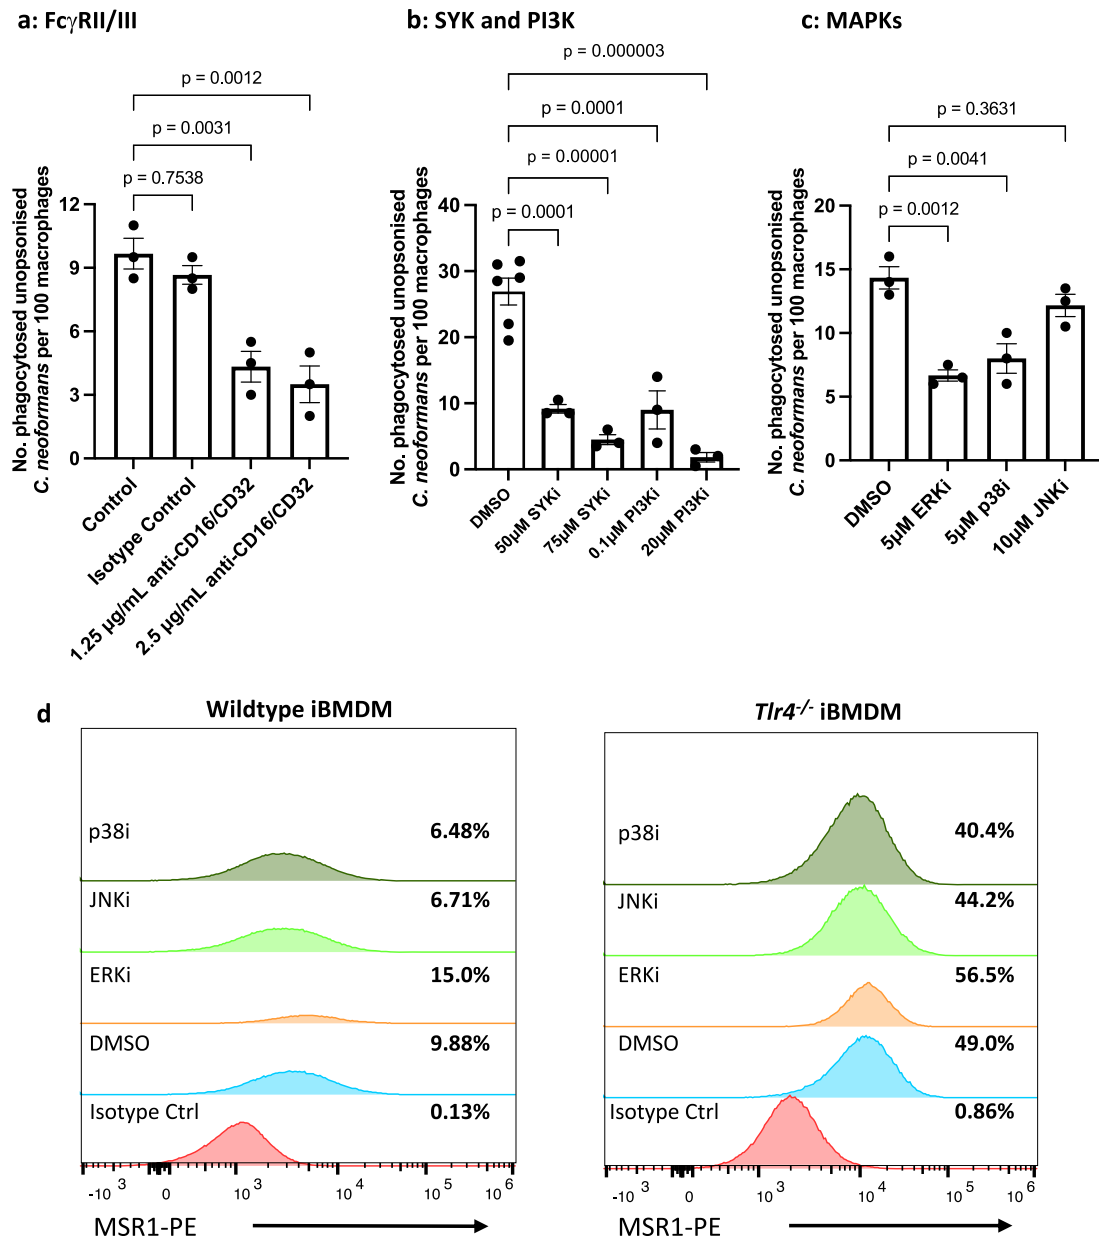 a: FcγRII/III
b: SYK and PI3K
c: MAPKs
p = 0.0012
p = 0.0031
p = 0.7538
No. phagocytosed unopsonised
C. neoformans per 100 macrophages
12
9
6
3
0
Control
Isotype Control
1.25 µg/mL anti-CD16/CD32
2.5 µg/mL anti-CD16/CD32
p = 0.000003
p = 0.0001
p = 0.00001
p = 0.0001
No. phagocytosed unopsonised
C. neoformans per 100 macrophages
40
30
20
10
0
DMSO
50µM SYKi
75µM SYKi
0.1µM PI3Ki
20µM PI3Ki
p = 0.3631
p = 0.0041
p = 0.0012
No. phagocytosed unopsonised
C. neoformans per 100 macrophages
20
15
10
5
0
DMSO
5µM ERKi
5µM p38i
10µM JNKi
d
Wildtype iBMDM
p38i 6.48%
JNKi 6.71%
ERKi 15.0%
DMSO 9.88%
Isotype Ctrl 0.13%
-10 3 0 10 3 10 4 10 5 10 6
MSR1-PE
Tlr4-/- iBMDM
p38i 40.4%
JNKi 44.2%
ERKi 56.5%
DMSO 49.0%
Isotype Ctrl 0.86%
-10 3 0 10 3 10 4 10 5 10 6
MSR1-PE